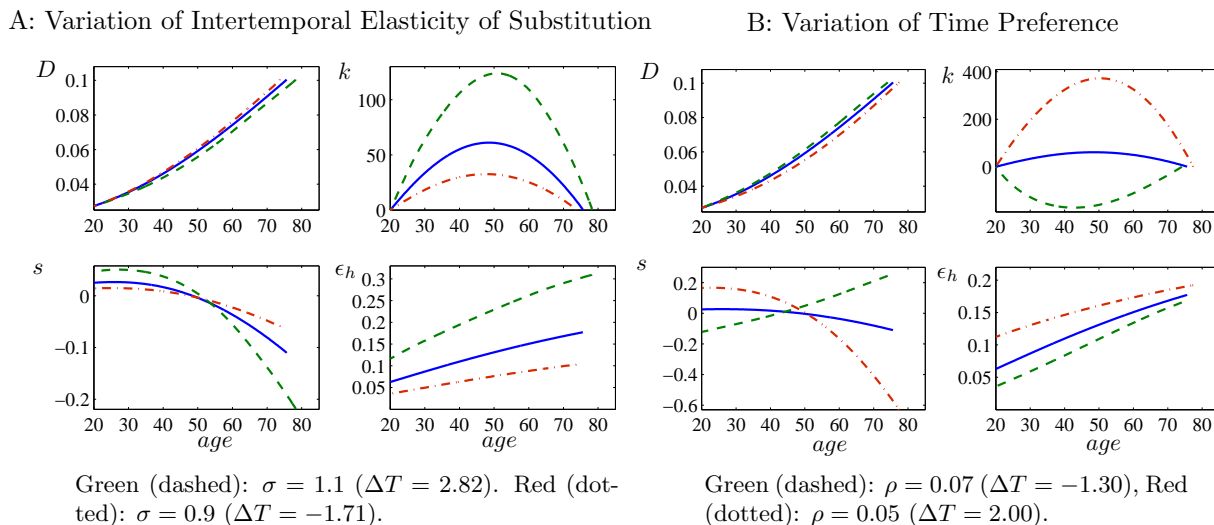 A: Variation of Intertemporal Elasticity of Substitution
B: Variation of Time Preference
D
0.1
0.08
0.06
0.04
20 30 40 50 60 70 80
k
100
50
0
20 30 40 50 60 70 80
D
0.1
0.08
0.06
0.04
20 30 40 50 60 70 80
k
400
200
0
20 30 40 50 60 70 80
s
0
−0.1
−0.2
20 30 40 50 60 70 80
age
ϵh
0.3
0.25
0.2
0.15
0.1
0.05
20 30 40 50 60 70 80
s
0.2
0
−0.2
−0.4
−0.6
20 30 40 50 60 70 80
age
ϵh
0.2
0.15
0.1
0.05
20 30 40 50 60 70 80
Green (dashed): σ = 1.1 (ΔT = 2.82). Red (dot-
ted): σ = 0.9 (ΔT = −1.71).
Green (dashed): ρ = 0.07 (ΔT = −1.30), Red
(dotted): ρ = 0.05 (ΔT = 2.00).